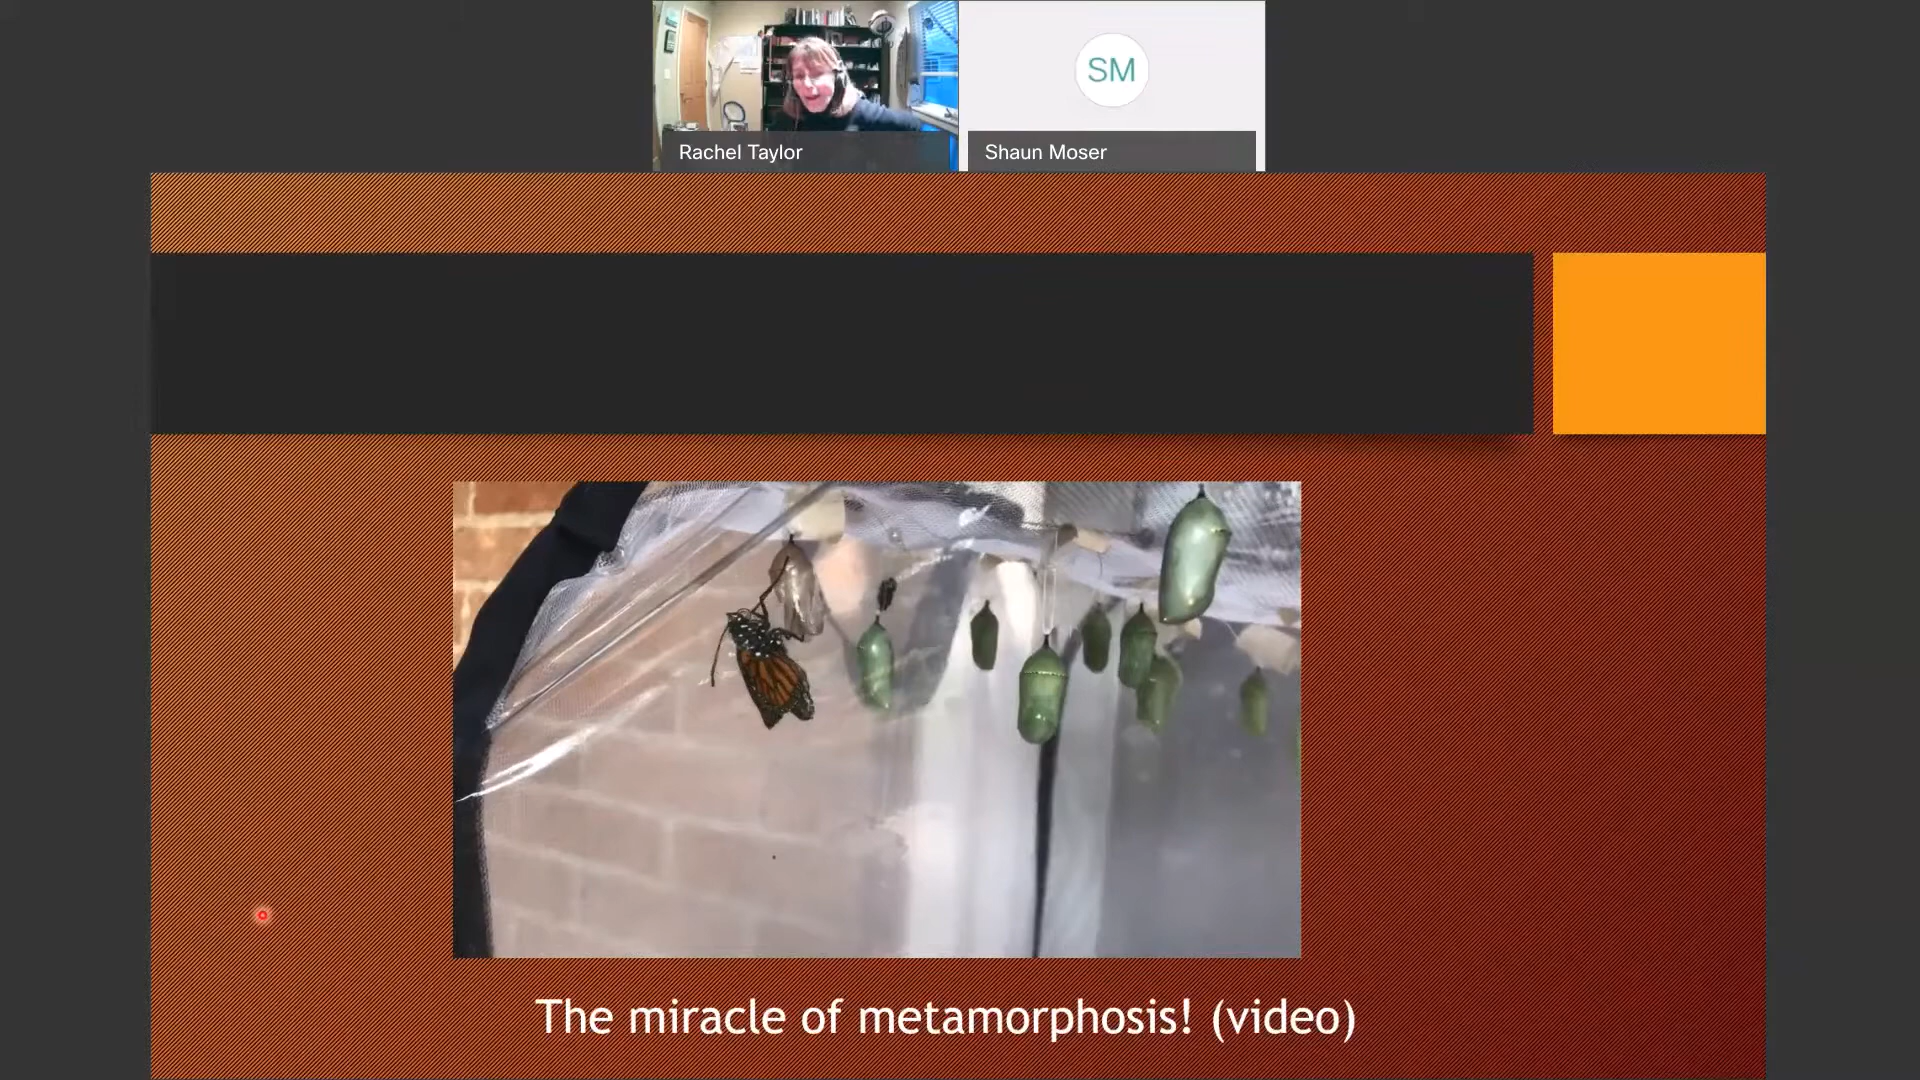 SM
Rachel Taylor
Shaun Moser
The miracle of metamorphosis! (video)